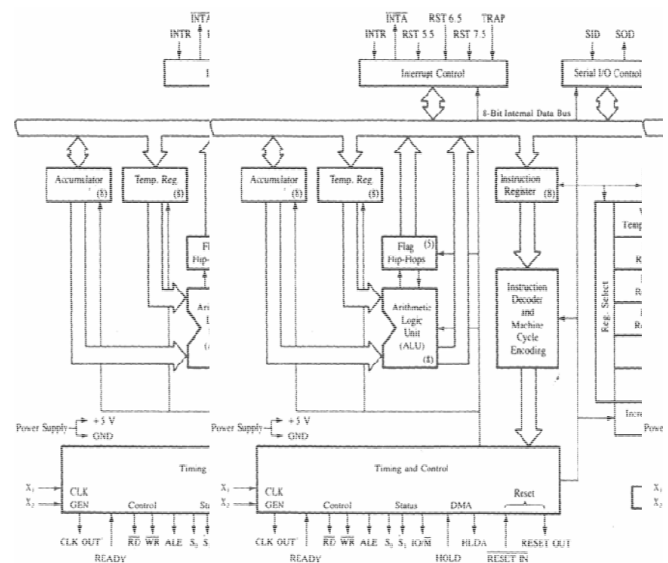 INTA
RST 6.5 TRAP
INTR
INTR INTA RST 5.5 RST 7.5
SID SOD
Interrupt Control
Serial I/O Control
8-Bit Internal Data Bus
Accumulator
(8)
Temp. Reg
(8)
Accumulator
(8)
Temp. Reg
(8)
Instruction
Register
(8)
Fla
Flip-
Flag (5)
Flip-Flops
Arithmetic
Logic
Unit
(ALU)
(8)
Instruction
Decoder
and
Machine
Cycle
Encoding
Reg. Select
Power Supply +5 V
GND
Power Supply +5 V
GND
Timing
Timing and Control
X1
X2
CLK
GEN Control
X1
X2
CLK
GEN Control Status DMA Reset
CLK OUT RD WR ALE S0
READY
CLK OUT RD WR ALE S0 S1 IO/M HLDA RESET OUT
READY HOLD RESET IN